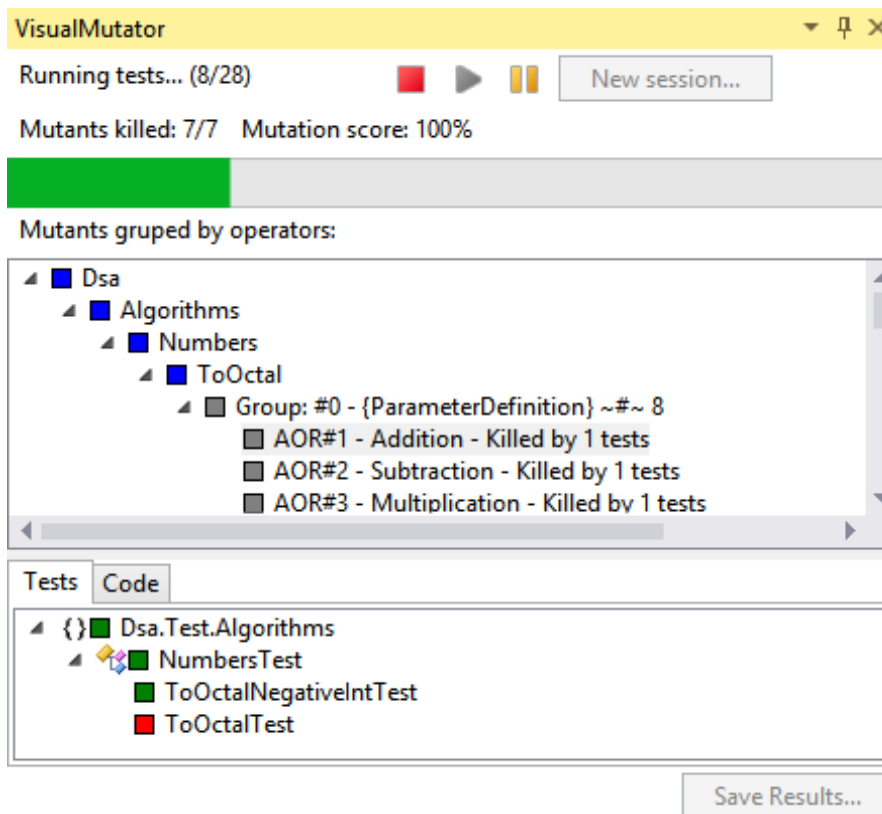 VisualMutator
Running tests... (8/28)
New session...
Mutants killed: 7/7 Mutation score: 100%
Mutants gruped by operators:
Dsa
Algorithms
Numbers
ToOctal
Group: #0 - {ParameterDefinition} ~#~ 8
AOR#1 - Addition - Killed by 1 tests
AOR#2 - Subtraction - Killed by 1 tests
AOR#3 - Multiplication - Killed by 1 tests
Tests Code
{} Dsa.Test.Algorithms
NumbersTest
ToOctalNegativeIntTest
ToOctalTest
Save Results...